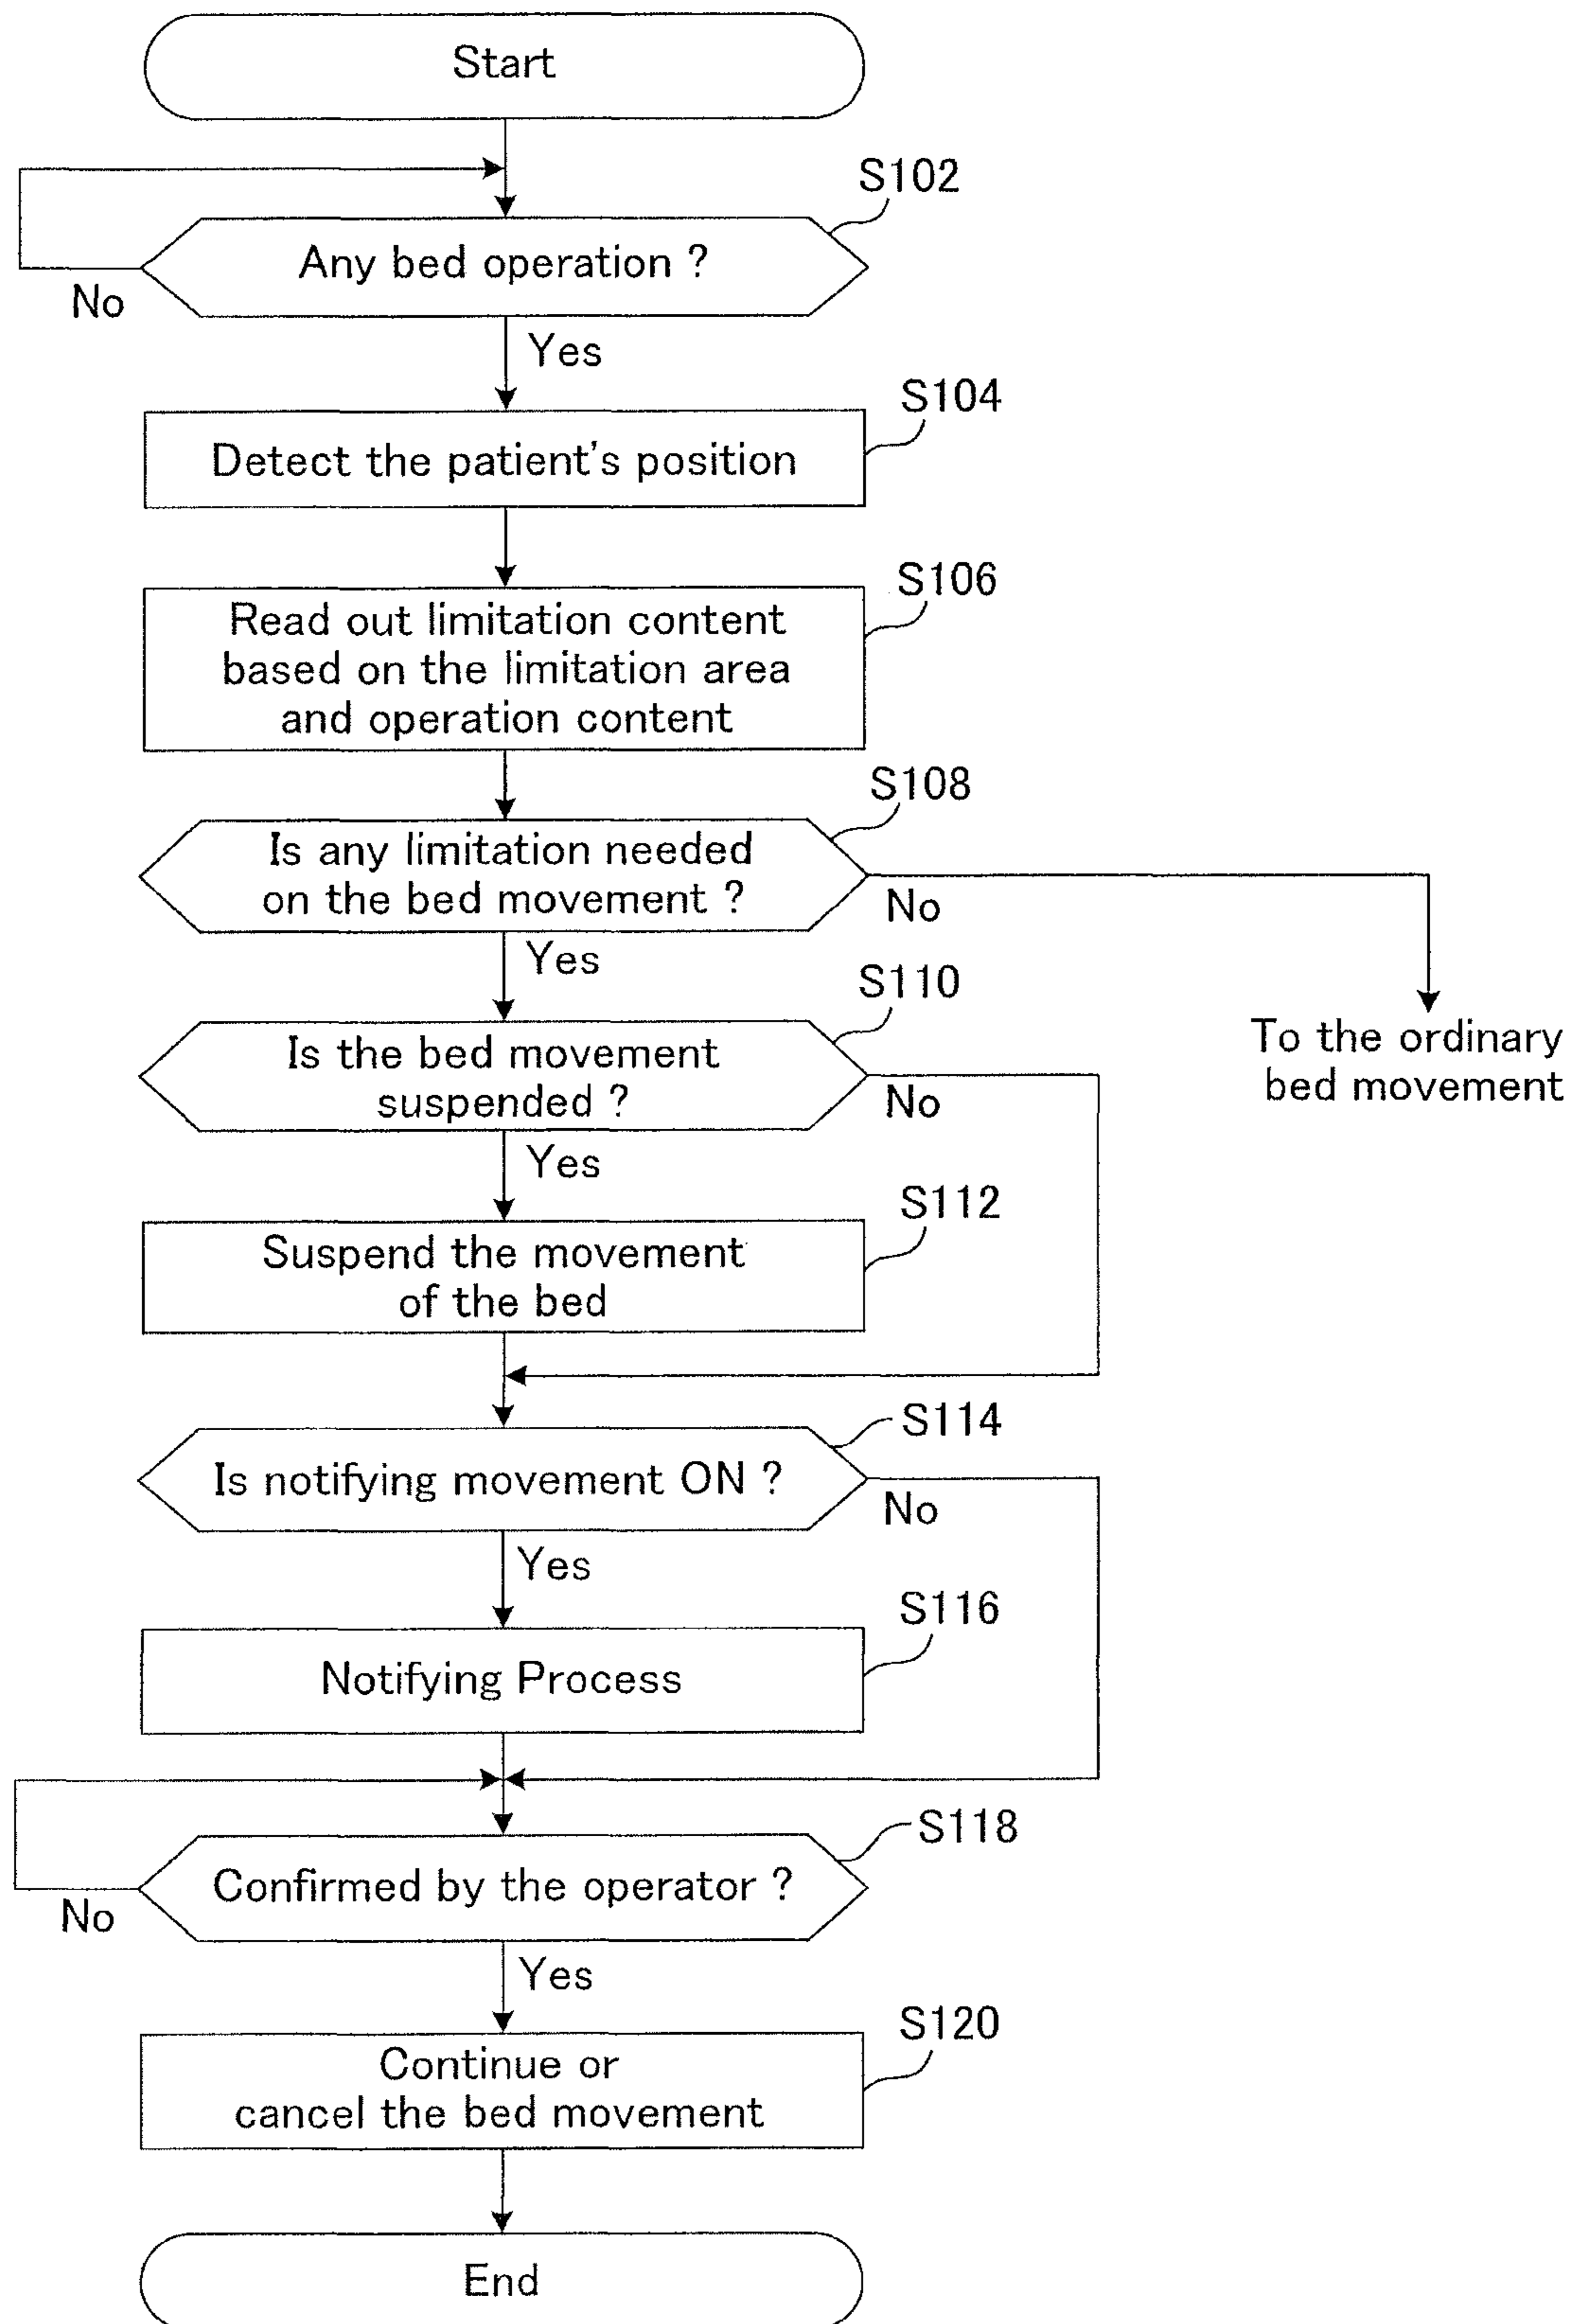 Start
S102
Any bed operation ?
No
Yes
S104
Detect the patient's position
S106
Read out limitation content
based on the limitation area
and operation content
S108
Is any limitation needed
on the bed movement ?
No
Yes
S110
To the ordinary
bed movement
Is the bed movement
suspended ?
No
Yes
S112
Suspend the movement
of the bed
S114
Is notifying movement ON ?
No
Yes
S116
Notifying Process
S118
Confirmed by the operator ?
No
Yes
S120
Continue or
cancel the bed movement
End